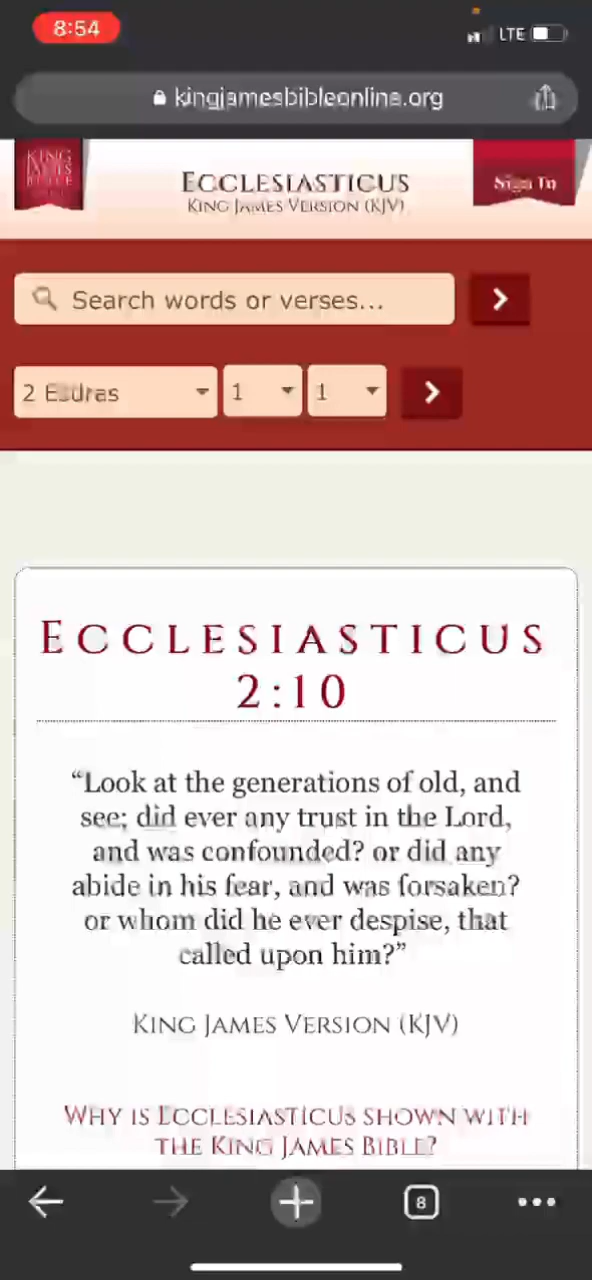 8:54
LTE
kingjamesbibleonline.org
KING
JAMES
BIBLE
ECCLESIASTICUS
KING JAMES VERSION (KJV)
Sign In
Search words or verses...
2 Esdras 1 1
ECCLESIASTICUS
2:10
“Look at the generations of old, and
see; did ever any trust in the Lord,
and was confounded? or did any
abide in his fear, and was forsaken?
or whom did he ever despise, that
called upon him?”
KING JAMES VERSION (KJV)
WHY IS ECCLESIASTICUS SHOWN WITH
THE KING JAMES BIBLE?
8